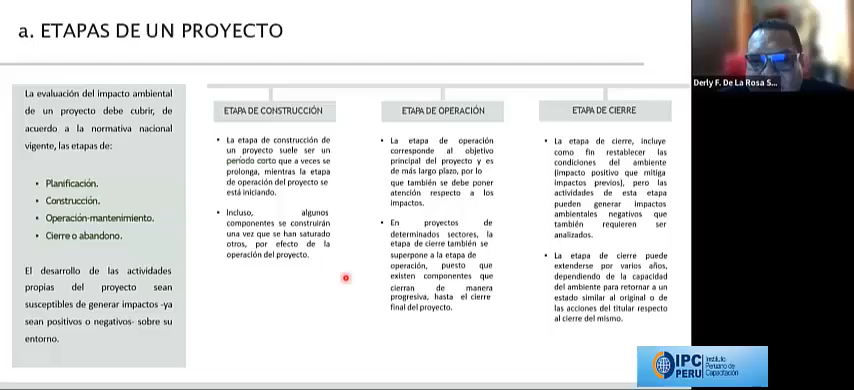 a. ETAPAS DE UN PROYECTO
La evaluación del impacto ambiental
de un proyecto debe cubrir, de
acuerdo a la normativa nacional
vigente, las etapas de:
• Planificación.
• Construcción.
• Operación-mantenimiento.
• Cierre o abandono.
El desarrollo de las actividades
propias del proyecto sean
susceptibles de generar impactos -ya
sean positivos o negativos- sobre su
entorno.
ETAPA DE CONSTRUCCIÓN
• La etapa de construcción de
un proyecto suele ser un
período corto que a veces se
prolonga, mientras la etapa
de operación del proyecto se
está iniciando.
• Incluso, algunos
componentes se construirán
una vez que se han saturado
otros, por efecto de la
operación del proyecto.
ETAPA DE OPERACIÓN
• La etapa de operación
corresponde al objetivo
principal del proyecto y es
de más largo plazo, por lo
que también se debe poner
atención respecto a los
impactos.
• En proyectos de
determinados sectores, la
etapa de cierre también se
superpone a la etapa de
operación, puesto que
existen componentes que
cierran de manera
progresiva, hasta el cierre
final del proyecto.
ETAPA DE CIERRE
• La etapa de cierre, incluye
como fin restablecer las
condiciones del ambiente
(impacto positivo que mitiga
impactos previos), pero las
actividades de esta etapa
pueden generar impactos
ambientales negativos que
también requieren ser
analizados.
• La etapa de cierre puede
extenderse por varios años,
dependiendo de la capacidad
del ambiente para retornar a un
estado similar al original o de
las acciones del titular respecto
al cierre del mismo.
Derly F. De La Rosa S...
IPC PERU
Instituto
Peruano de
Capacitación